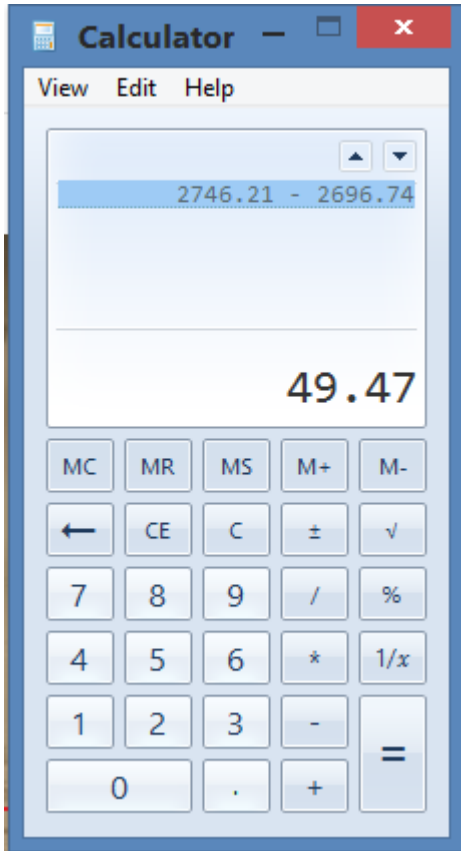 Calculator
View Edit Help
2746.21 - 2696.74
49.47
MC MR MS M+ M-
← CE C ± √
7 8 9 / %
4 5 6 * 1/x
1 2 3 - =
0 . +